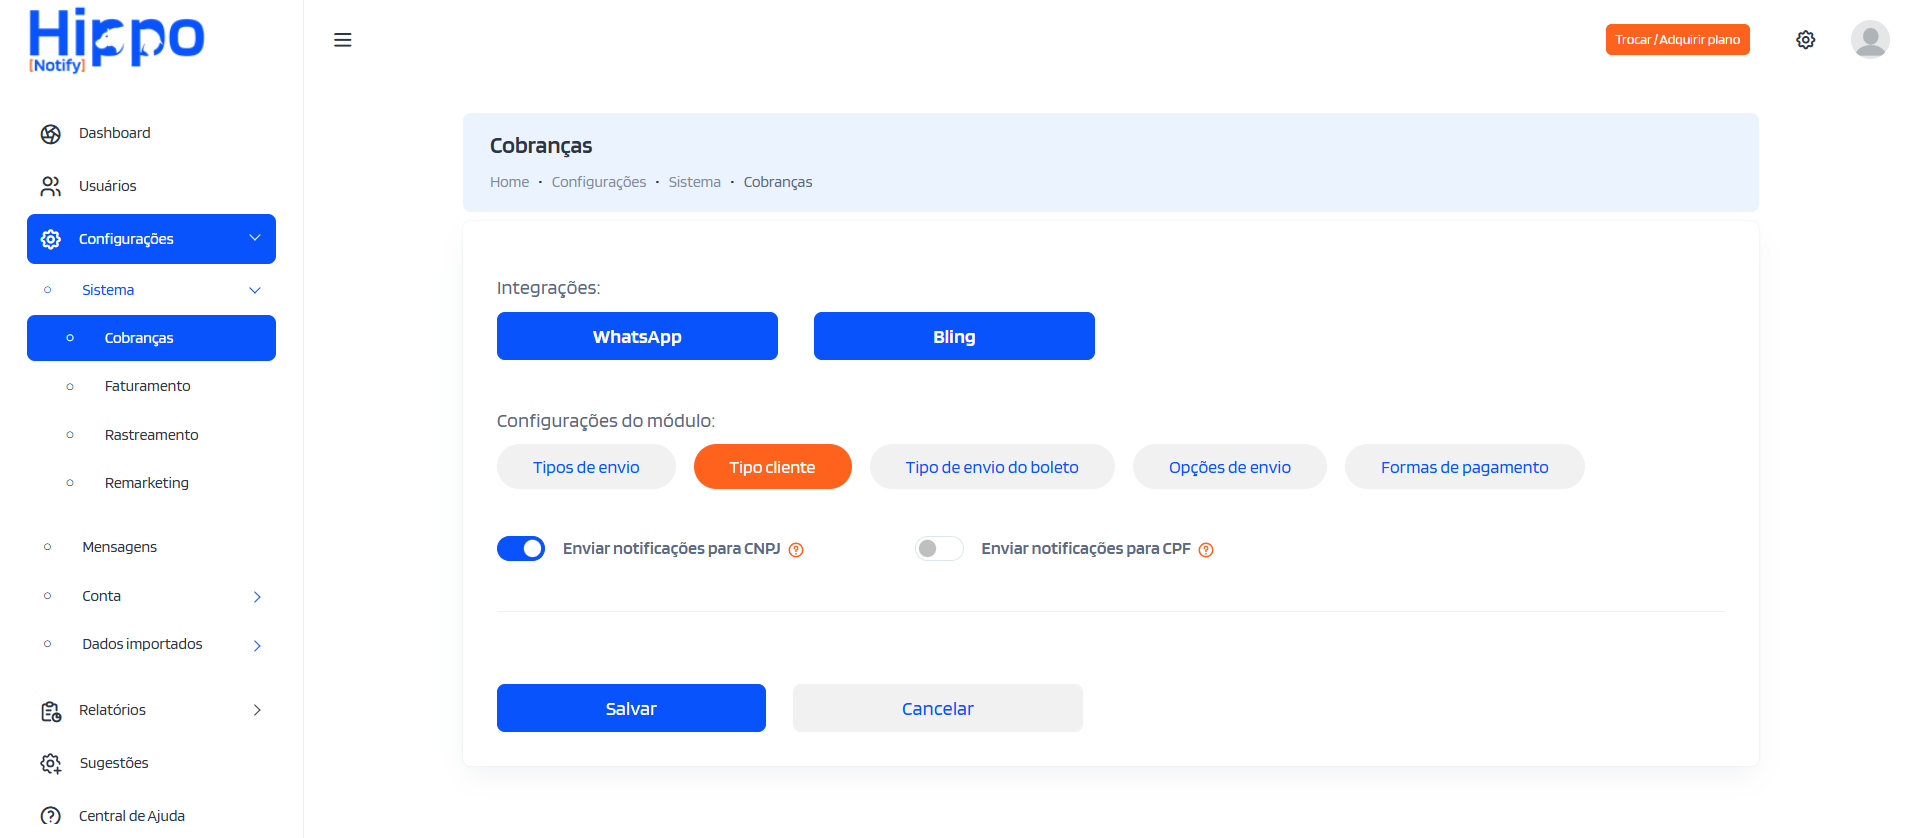 Hippo
[Notify]
Trocar/Adquirir plano
Dashboard
Usuários
Configurações
Sistema
Cobranças
Faturamento
Rastreamento
Remarketing
Mensagens
Conta
Dados importados
Relatórios
Sugestões
Central de Ajuda
Cobranças
Home • Configurações • Sistema • Cobranças
Integrações:
WhatsApp Bling
Configurações do módulo:
Tipos de envio Tipo cliente Tipo de envio do boleto Opções de envio Formas de pagamento
Enviar notificações para CNPJ Enviar notificações para CPF
Salvar Cancelar